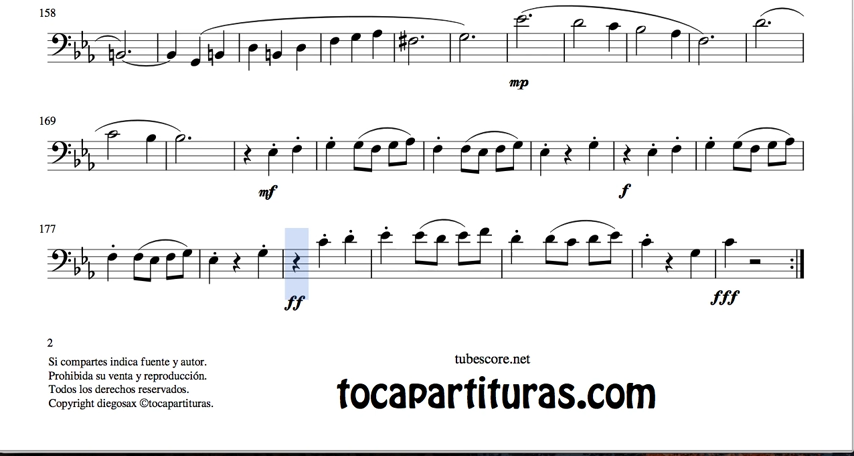 158
mp
169
mf
f
177
ff
fff
2
Si compartes indica fuente y autor.
Prohibida su venta y reproducción.
Todos los derechos reservados.
Copyright diegosax ©tocapartituras.
tubescore.net
tocapartituras.com